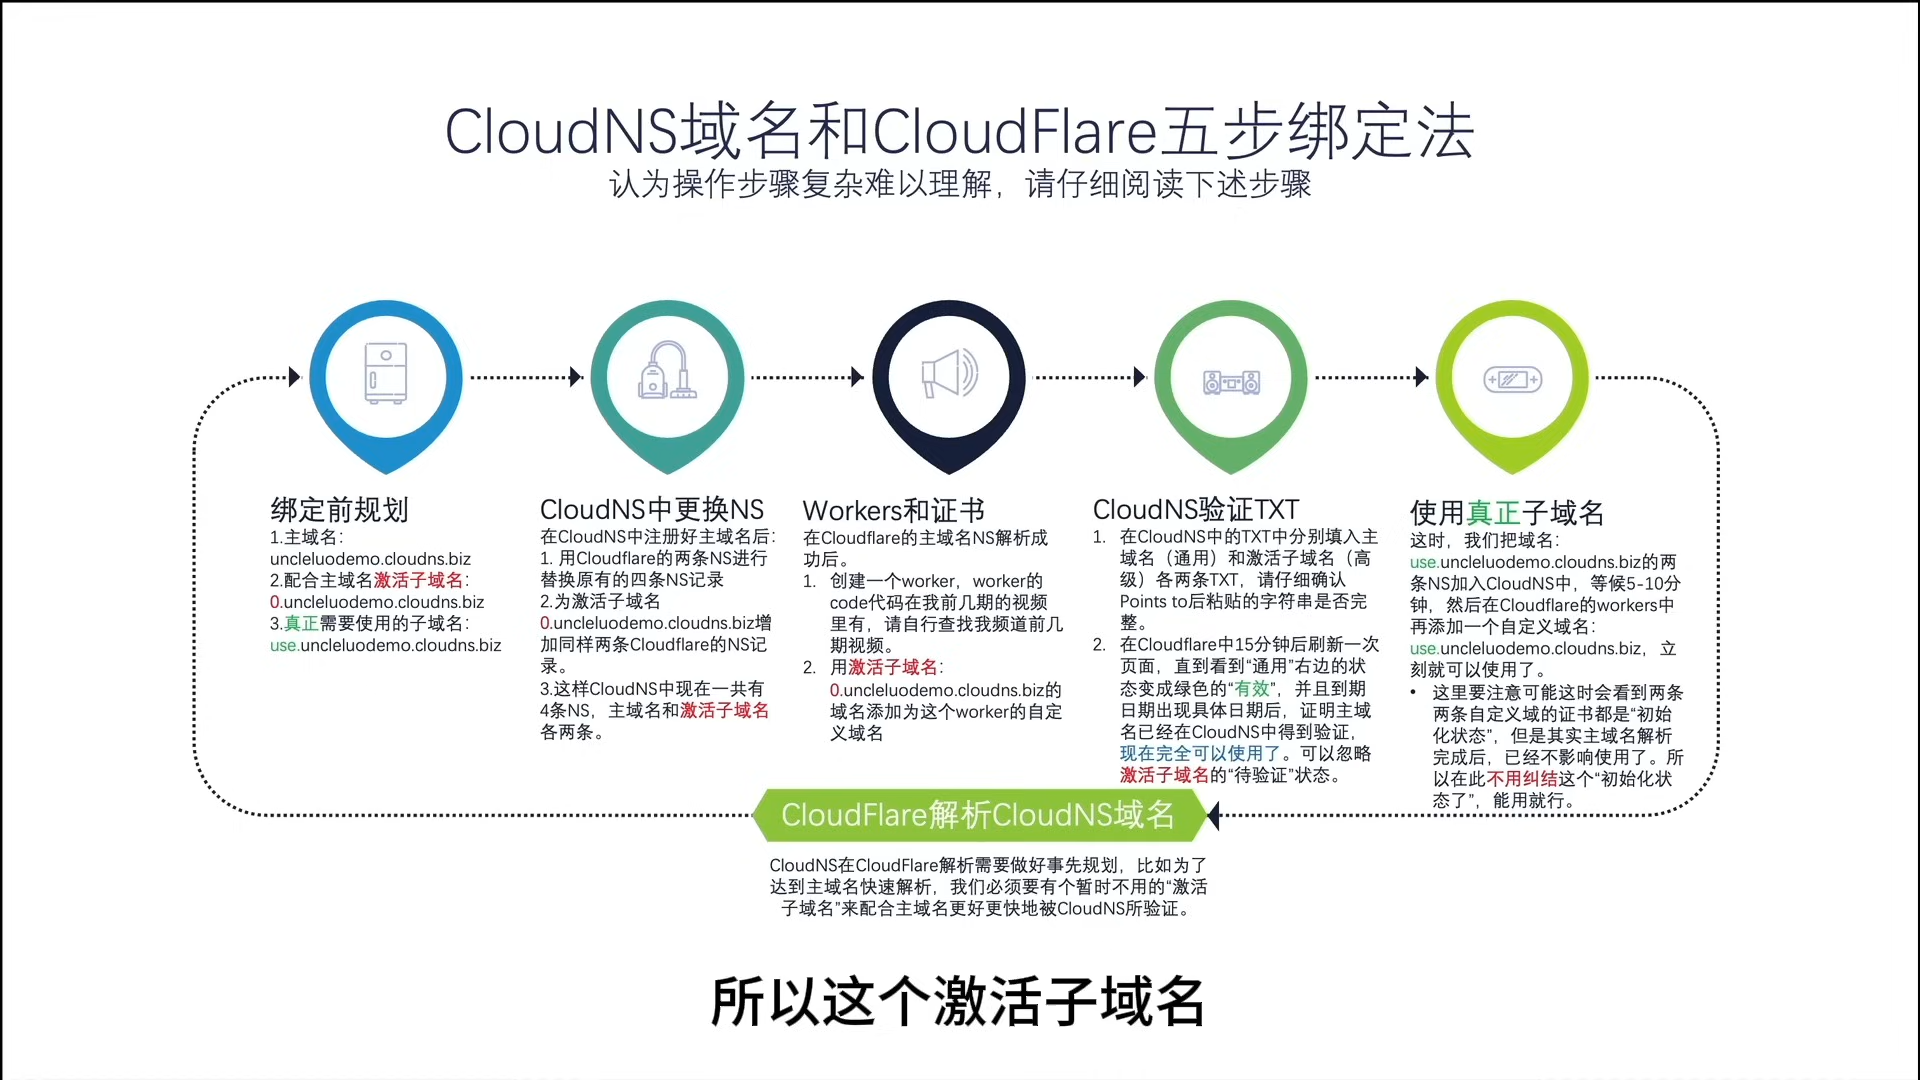 CloudNS域名和CloudFlare五步绑定法
认为操作步骤复杂难以理解，请仔细阅读下述步骤
绑定前规划
1.主域名：
uncleluodemo.cloudns.biz
2.配合主域名激活子域名：
0.uncleluodemo.cloudns.biz
3.真正需要使用的子域名：
use.uncleluodemo.cloudns.biz
CloudNS中更换NS
在CloudNS中注册好主域名后：
1. 用Cloudflare的两条NS进行
替换原有的四条NS记录
2.为激活子域名
0.uncleluodemo.cloudns.biz增
加同样两条Cloudflare的NS记
录。
3.这样CloudNS中现在一共有
4条NS，主域名和激活子域名
各两条。
Workers和证书
在Cloudflare的主域名NS解析成
功后。
1. 创建一个worker，worker的
code代码在我前几期的视频
里有，请自行查找我频道前几
期视频。
2. 用激活子域名：
0.uncleluodemo.cloudns.biz的
域名添加为这个worker的自定
义域名
CloudNS验证TXT
1. 在CloudNS中的TXT中分别填入主
域名（通用）和激活子域名（高
级）各两条TXT，请仔细确认
Points to后粘贴的字符串是否完
整。
2. 在Cloudflare中15分钟后刷新一次
页面，直到看到“通用”右边的状
态变成绿色的“有效”，并且到期
日期出现具体日期后，证明主域
名已经在CloudNS中得到验证，
现在完全可以使用了。可以忽略
激活子域名的“待验证”状态。
使用真正子域名
这时，我们把域名：
use.uncleluodemo.cloudns.biz的两
条NS加入CloudNS中，等候5-10分
钟，然后在Cloudflare的workers中
再添加一个自定义域名：
use.uncleluodemo.cloudns.biz，立
刻就可以使用了。
• 这里要注意可能这时会看到两条
两条自定义域的证书都是“初始
化状态”，但是其实主域名解析
完成后，已经不影响使用了。所
以在此不用纠结这个“初始化状
态了”，能用就行。
CloudFlare解析CloudNS域名
CloudNS在CloudFlare解析需要做好事先规划，比如为了
达到主域名快速解析，我们必须要有个暂时不用的“激活
子域名”来配合主域名更好更快地被CloudNS所验证。
所以这个激活子域名